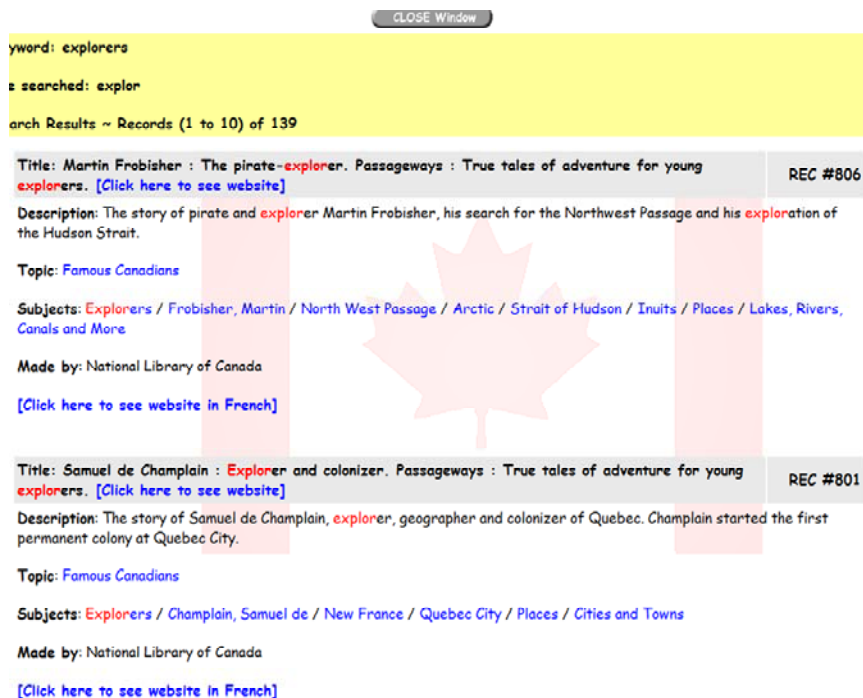 CLOSE Window
yword: explorers
e searched: explor
arch Results ~ Records (1 to 10) of 139
Title: Martin Frobisher : The pirate-explorer. Passageways : True tales of adventure for young
explorers. [Click here to see website]
REC #806
Description: The story of pirate and explorer Martin Frobisher, his search for the Northwest Passage and his exploration of
the Hudson Strait.
Topic: Famous Canadians
Subjects: Explorers / Frobisher, Martin / North West Passage / Arctic / Strait of Hudson / Inuits / Places / Lakes, Rivers,
Canals and More
Made by: National Library of Canada
[Click here to see website in French]
Title: Samuel de Champlain : Explorer and colonizer. Passageways : True tales of adventure for young
explorers. [Click here to see website]
REC #801
Description: The story of Samuel de Champlain, explorer, geographer and colonizer of Quebec. Champlain started the first
permanent colony at Quebec City.
Topic: Famous Canadians
Subjects: Explorers / Champlain, Samuel de / New France / Quebec City / Places / Cities and Towns
Made by: National Library of Canada
[Click here to see website in French]